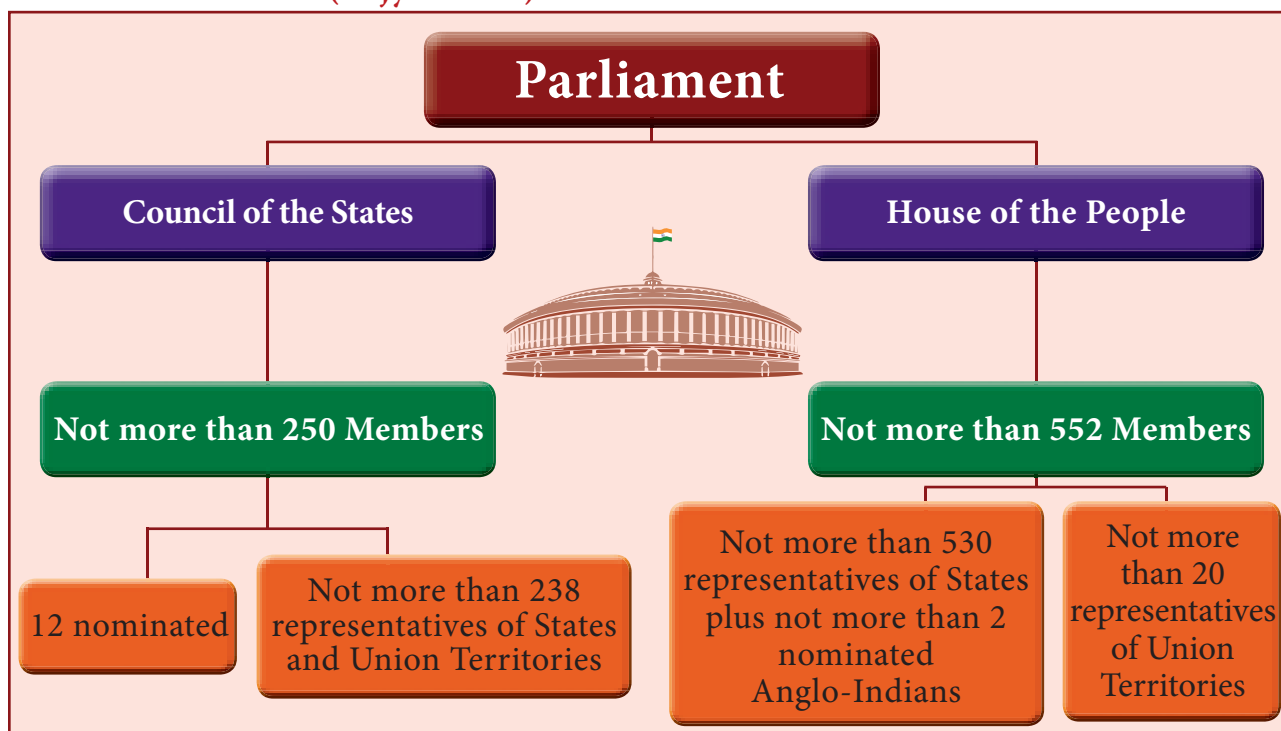 Parliament
Council of the States
House of the People
Not more than 250 Members
Not more than 552 Members
12 nominated
Not more than 238
representatives of States
and Union Territories
Not more than 530
representatives of States
plus not more than 2
nominated
Anglo-Indians
Not more
than 20
representatives
of Union
Territories